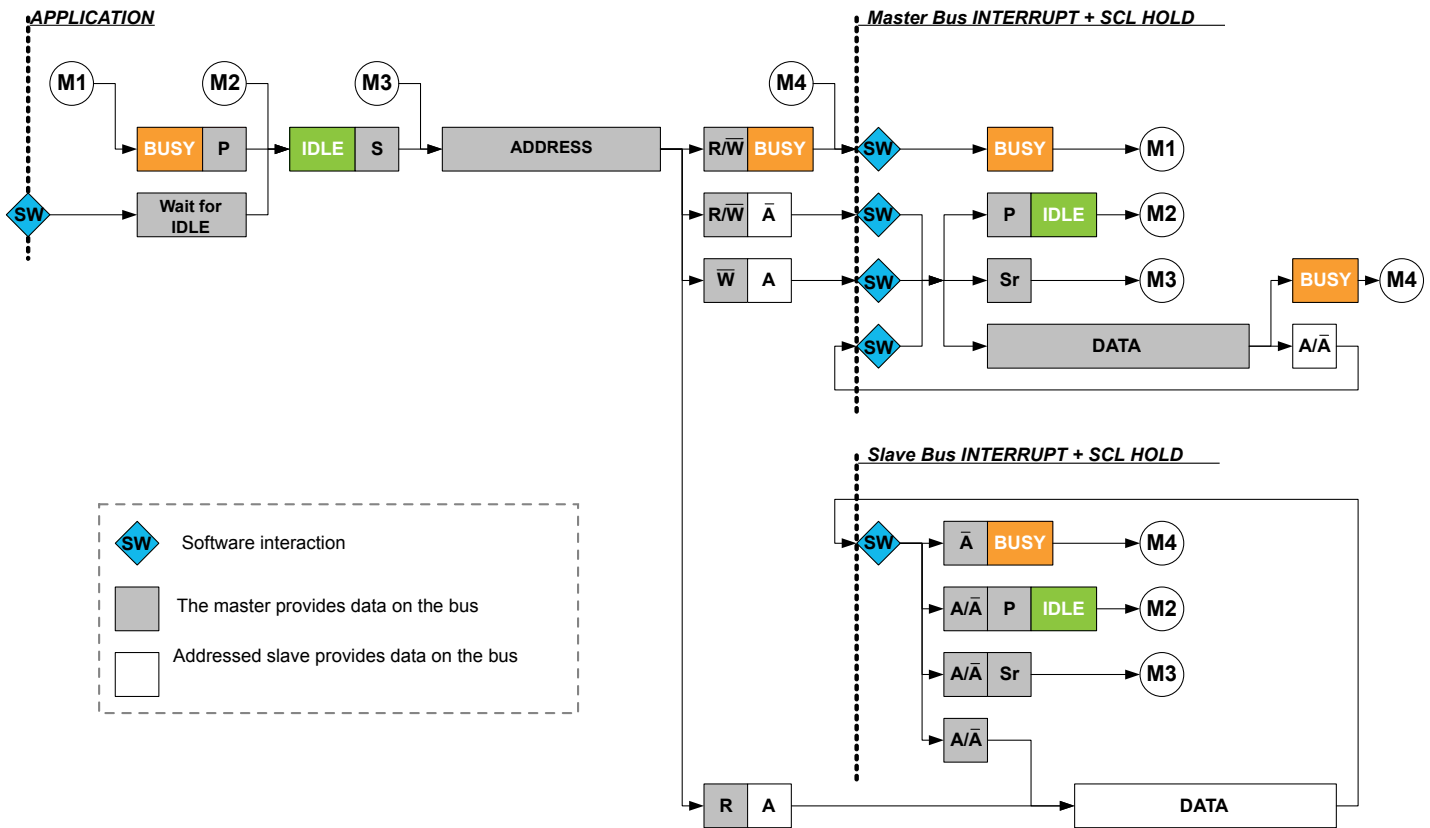 APPLICATION
Master Bus INTERRUPT + SCL HOLD
M1
M2
M3
M4
BUSY P
IDLE S
ADDRESS
R/W̅ BUSY
SW
BUSY
M1
SW
Wait for
IDLE
R/W̅ A̅
SW
P IDLE
M2
W̅ A
SW
Sr
M3
BUSY
M4
SW
DATA
A/A̅
Slave Bus INTERRUPT + SCL HOLD
SW
A̅ BUSY
M4
A/A̅ P IDLE
M2
A/A̅ Sr
M3
A/A̅
R A
DATA
SW Software interaction
The master provides data on the bus
Addressed slave provides data on the bus